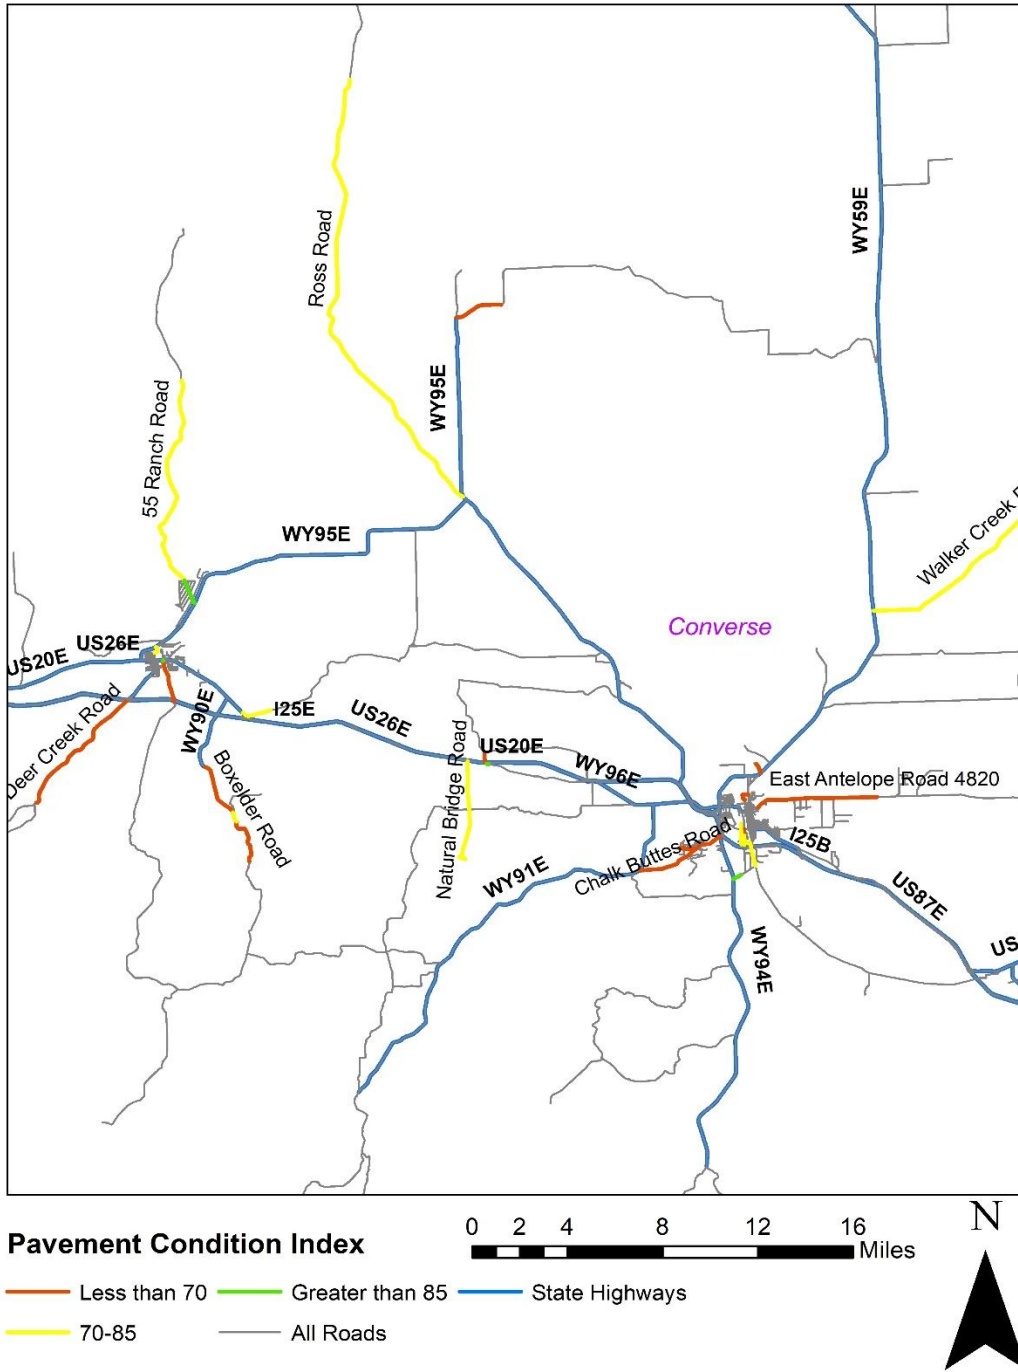 WY59E
Ross Road
WY95E
55 Ranch Road
WY95E
Walker Creek
Converse
US26E
US20E
I25E
WY90E
Deer Creek Road
US26E
US20E
WY96E
Boxelder Road
Natural Bridge Road
East Antelope Road 4820
I25B
Chalk Buttes Road
WY91E
US87E
US
WY94E
N
0 2 4 8 12 16
Miles
Pavement Condition Index
Less than 70 Greater than 85 State Highways
70-85 All Roads